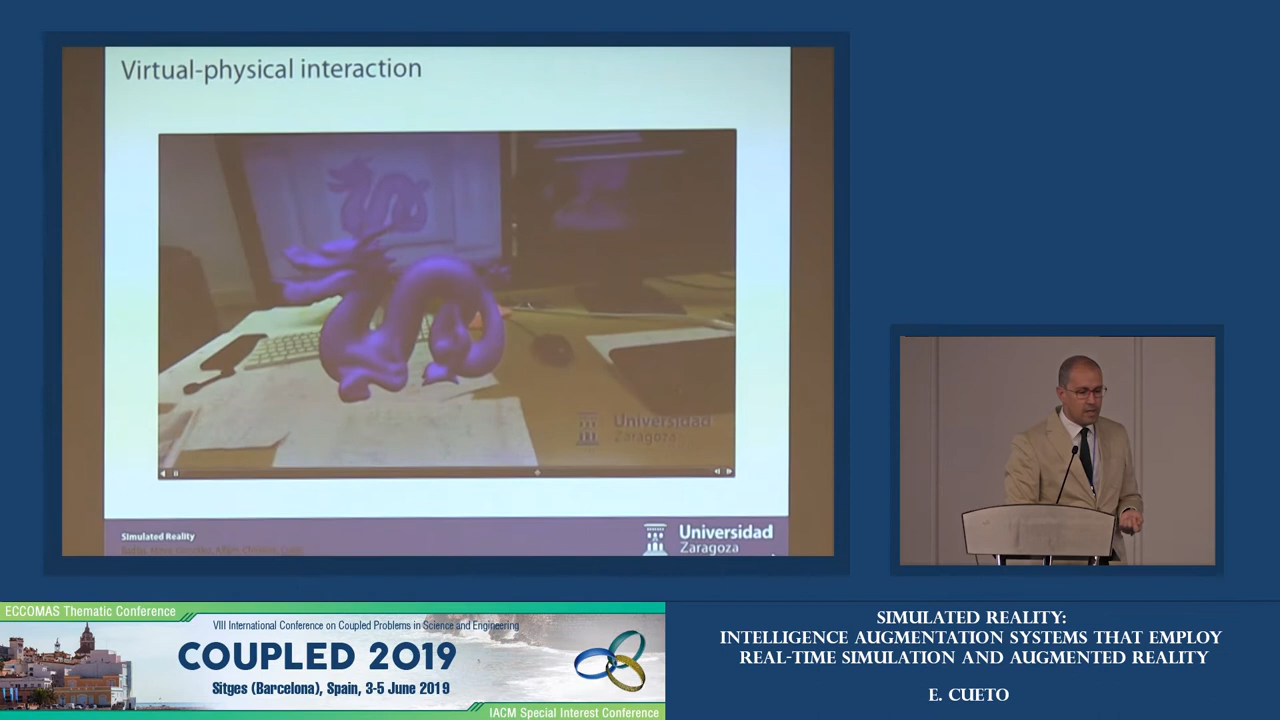 Virtual-physical interaction
Universidad
Zaragoza
Simulated Reality
Universidad
Zaragoza
ECCOMAS Thematic Conference
VIII International Conference on Coupled Problems in Science and Engineering
COUPLED 2019
Sitges (Barcelona), Spain, 3-5 June 2019
IACM Special Interest Conference
SIMULATED REALITY:
INTELLIGENCE AUGMENTATION SYSTEMS THAT EMPLOY
REAL-TIME SIMULATION AND AUGMENTED REALITY
E. CUETO